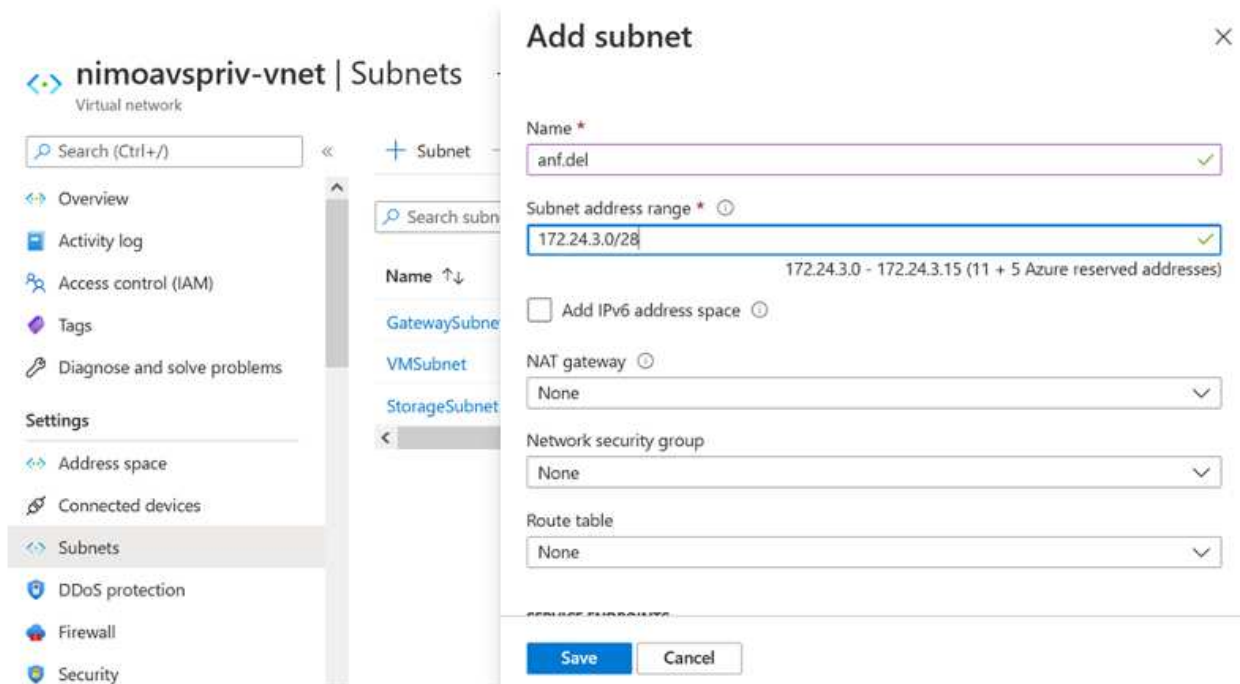 nimoavspriv-vnet | Subnets
Virtual network
Search (Ctrl+/)
«
Overview
Activity log
Access control (IAM)
Tags
Diagnose and solve problems
Settings
Address space
Connected devices
Subnets
DDoS protection
Firewall
Security
+ Subnet
Search subn
Name ↑↓
GatewaySubne
VMSubnet
StorageSubnet
Add subnet
Name *
anf.del
Subnet address range *
172.24.3.0/28
172.24.3.0 - 172.24.3.15 (11 + 5 Azure reserved addresses)
Add IPv6 address space
NAT gateway
None
Network security group
None
Route table
None
SERVICE ENDPOINTS
Save
Cancel